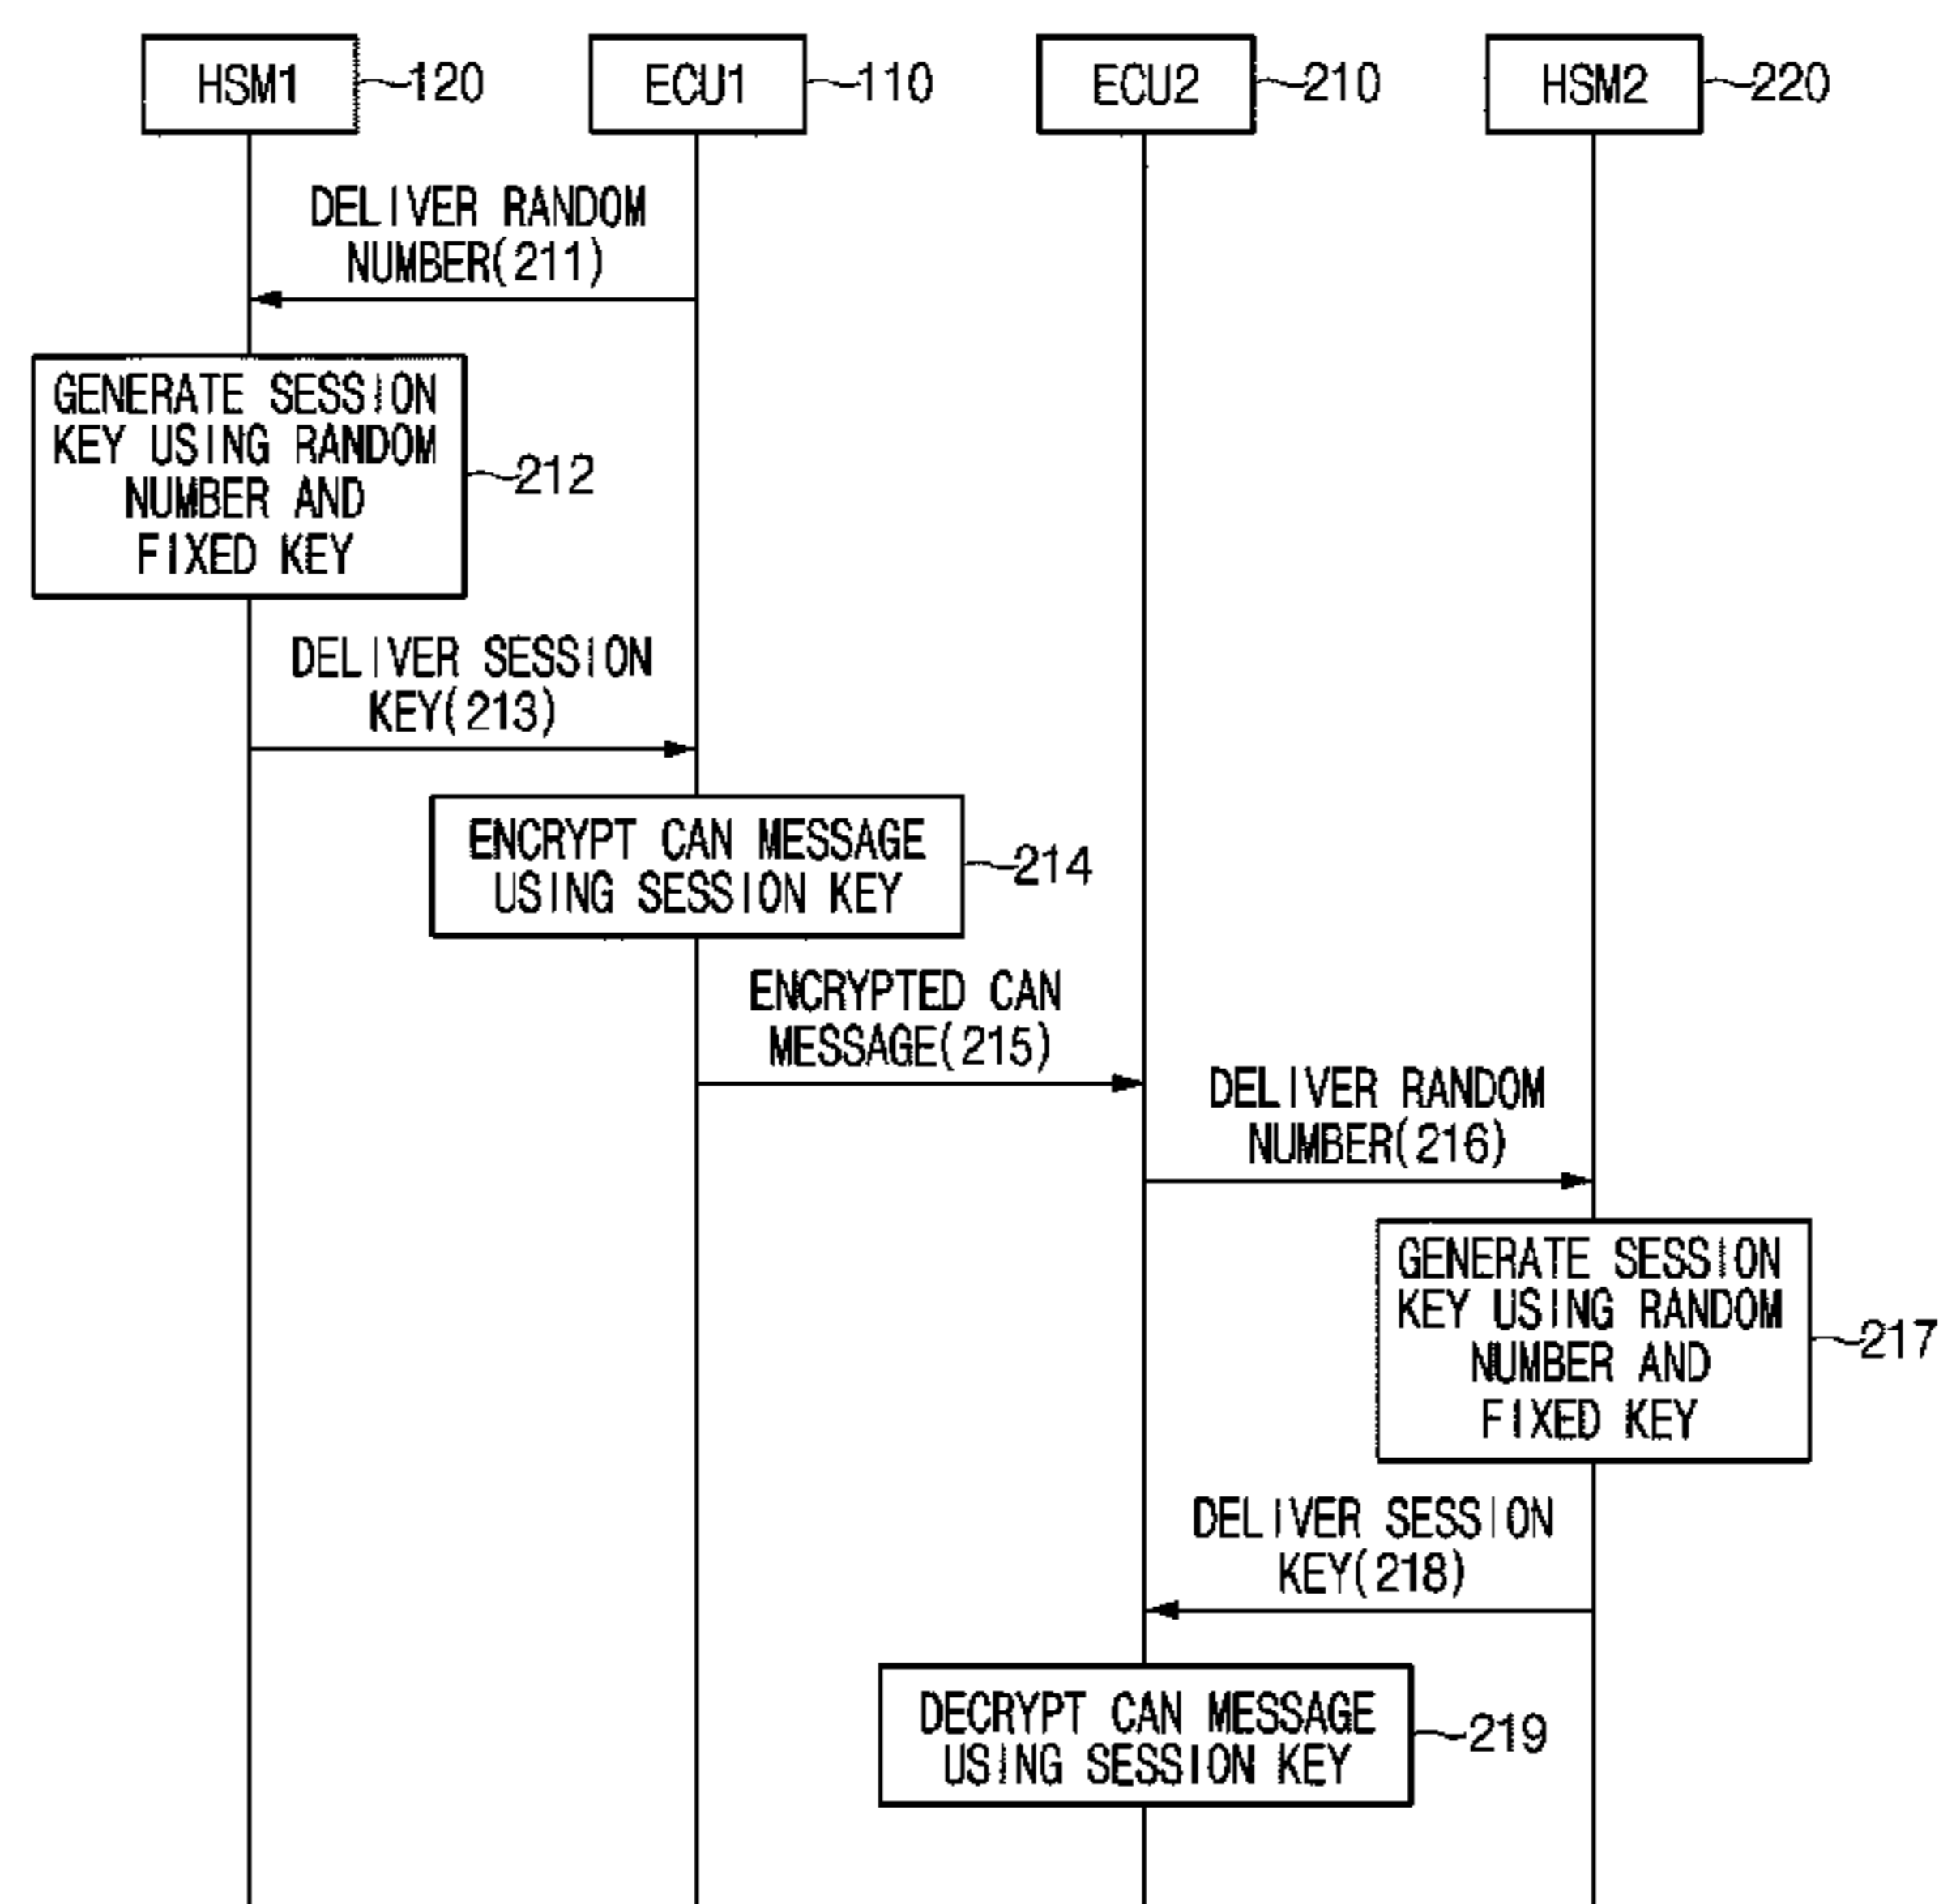 HSM1 120 ECU1 110 ECU2 210 HSM2 220
DELIVER RANDOM
NUMBER(211)
GENERATE SESSION
KEY USING RANDOM
NUMBER AND
FIXED KEY
212
DELIVER SESSION
KEY(213)
ENCRYPT CAN MESSAGE
USING SESSION KEY
214
ENCRYPTED CAN
MESSAGE(215)
DELIVER RANDOM
NUMBER(216)
GENERATE SESSION
KEY USING RANDOM
NUMBER AND
FIXED KEY
217
DELIVER SESSION
KEY(218)
DECRYPT CAN MESSAGE
USING SESSION KEY
219